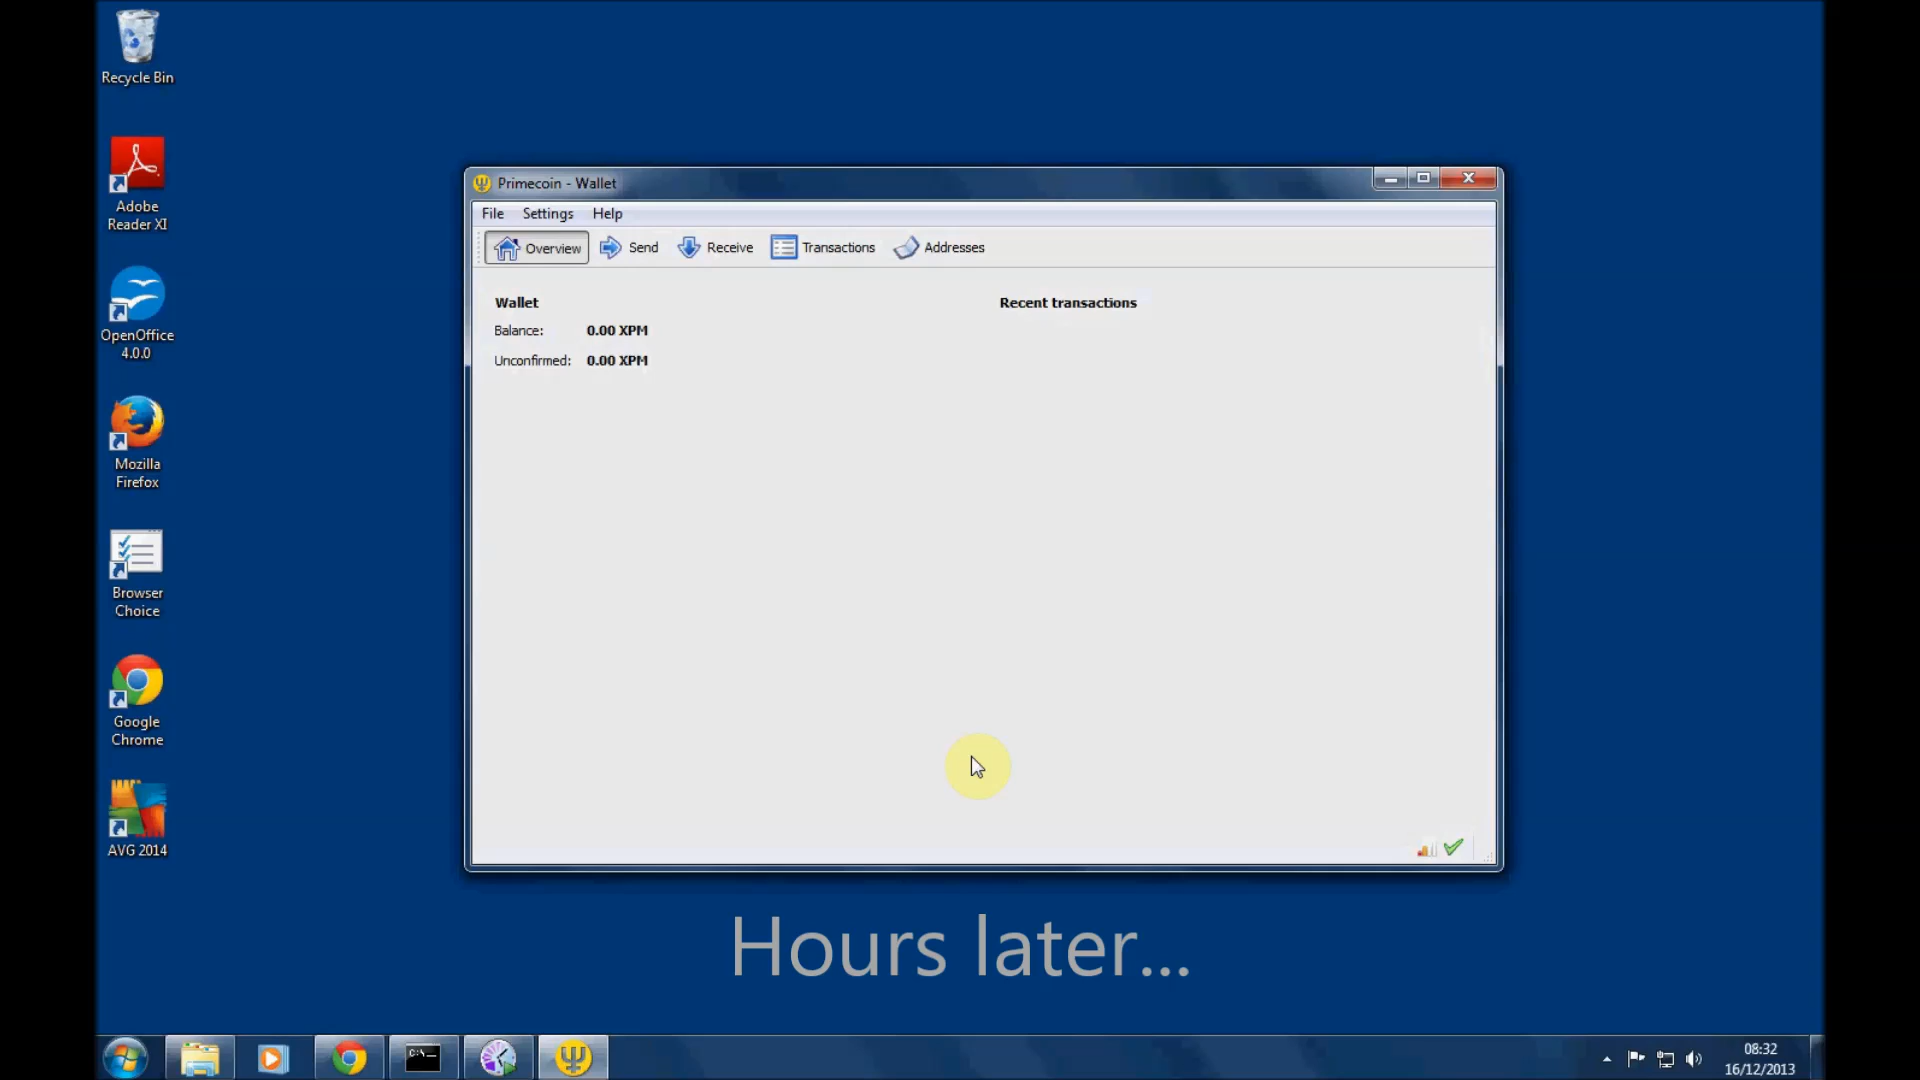 Recycle Bin
Adobe
Reader XI
OpenOffice
4.0.0
Mozilla
Firefox
Browser
Choice
Google
Chrome
AVG 2014
Primecoin - Wallet
File Settings Help
Overview Send Receive Transactions Addresses
Wallet
Balance: 0.00 XPM
Unconfirmed: 0.00 XPM
Recent transactions
Hours later...
C:\
08:32
16/12/2013